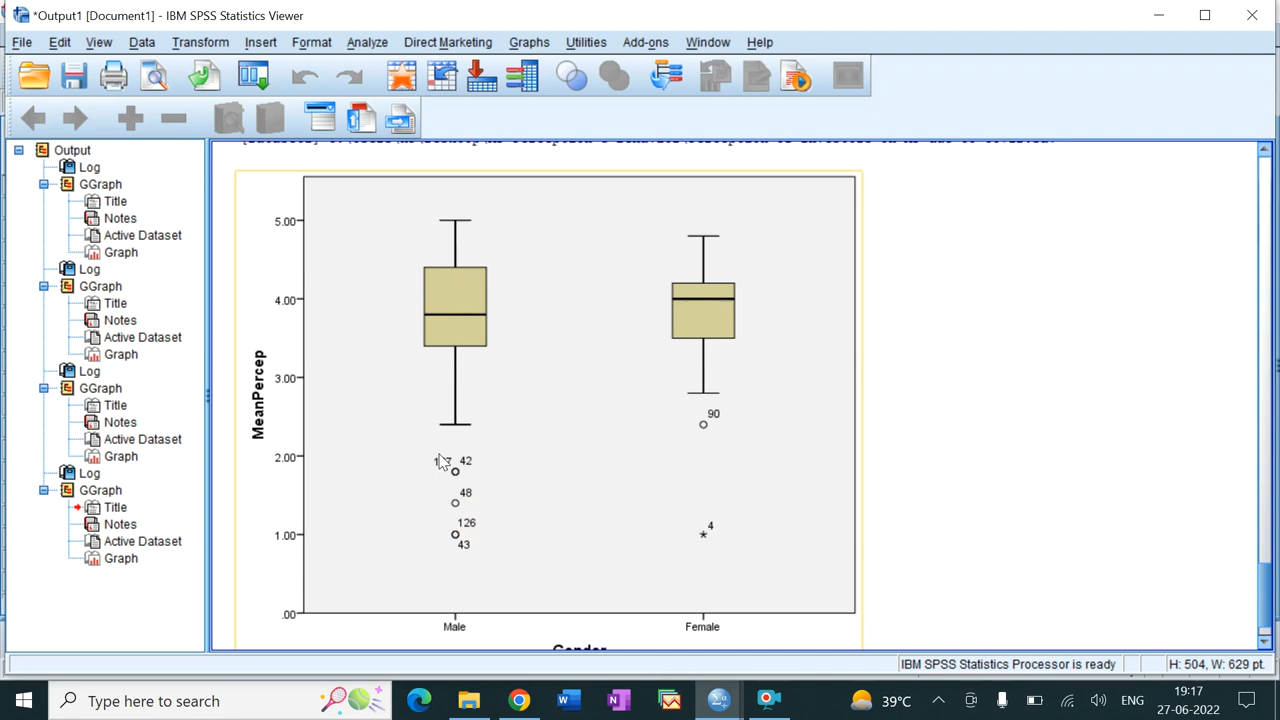 *Output1 [Document1] - IBM SPSS Statistics Viewer
File Edit View Data Transform Insert Format Analyze Direct Marketing Graphs Utilities Add-ons Window Help
Output
Log
GGraph
Title
Notes
Active Dataset
Graph
Log
GGraph
Title
Notes
Active Dataset
Graph
Log
GGraph
Title
Notes
Active Dataset
Graph
Log
GGraph
Title
Notes
Active Dataset
Graph
5.00
4.00
3.00
2.00
1.00
.00
MeanPercep
42
48
126
43
90
4
Male Female
Gender
IBM SPSS Statistics Processor is ready
H: 504, W: 629 pt.
Type here to search
39°C
ENG
19:17
27-06-2022